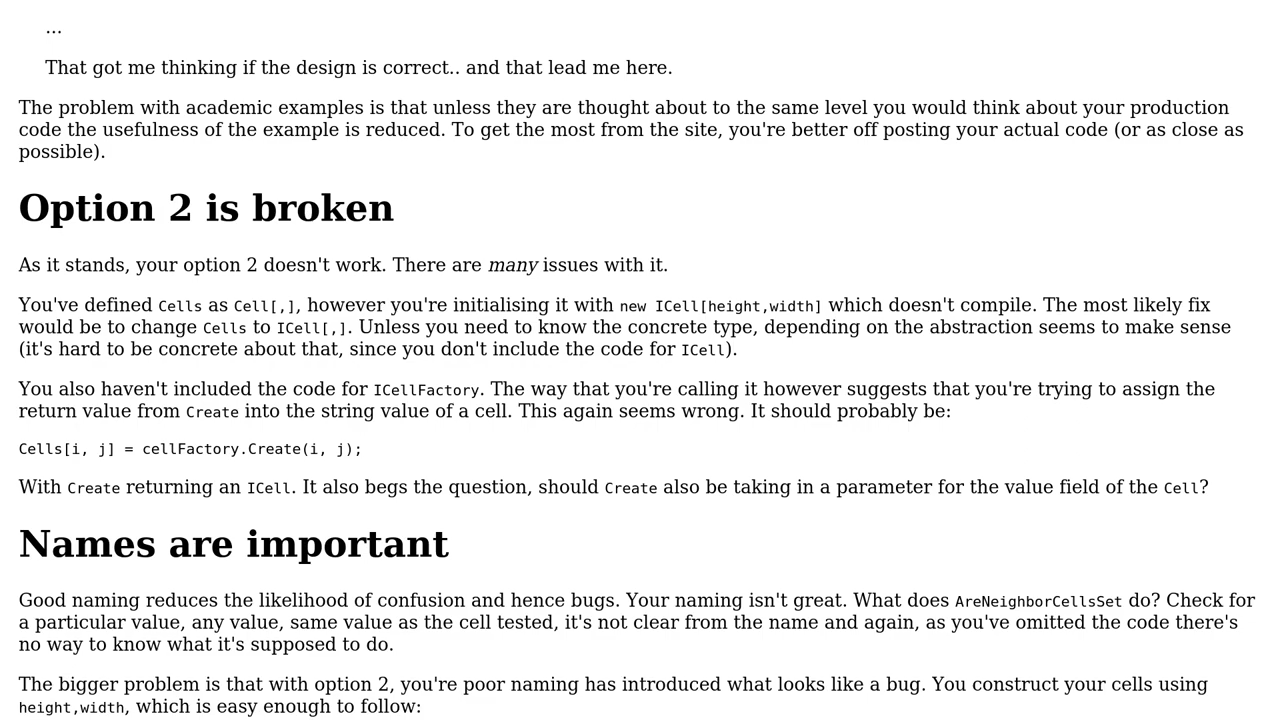 ...
That got me thinking if the design is correct.. and that lead me here.
The problem with academic examples is that unless they are thought about to the same level you would think about your production
code the usefulness of the example is reduced. To get the most from the site, you're better off posting your actual code (or as close as
possible).
Option 2 is broken
As it stands, your option 2 doesn't work. There are many issues with it.
You've defined Cells as Cell[,], however you're initialising it with new ICell[height,width] which doesn't compile. The most likely fix
would be to change Cells to ICell[,]. Unless you need to know the concrete type, depending on the abstraction seems to make sense
(it's hard to be concrete about that, since you don't include the code for ICell).
You also haven't included the code for ICellFactory. The way that you're calling it however suggests that you're trying to assign the
return value from Create into the string value of a cell. This again seems wrong. It should probably be:
Cells[i, j] = cellFactory.Create(i, j);
With Create returning an ICell. It also begs the question, should Create also be taking in a parameter for the value field of the Cell?
Names are important
Good naming reduces the likelihood of confusion and hence bugs. Your naming isn't great. What does AreNeighborCellsSet do? Check for
a particular value, any value, same value as the cell tested, it's not clear from the name and again, as you've omitted the code there's
no way to know what it's supposed to do.
The bigger problem is that with option 2, you're poor naming has introduced what looks like a bug. You construct your cells using
height,width, which is easy enough to follow: